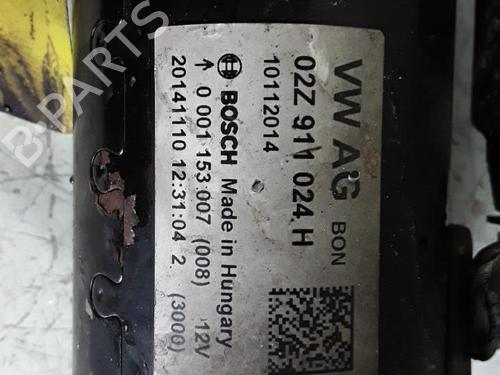 VW AG BON
02Z 911 024 H
10112014
BOSCH Made in Hungary
0 001 153 007 (008) 12V
20141110 12:31:04 2 (3000)
B-PARTS